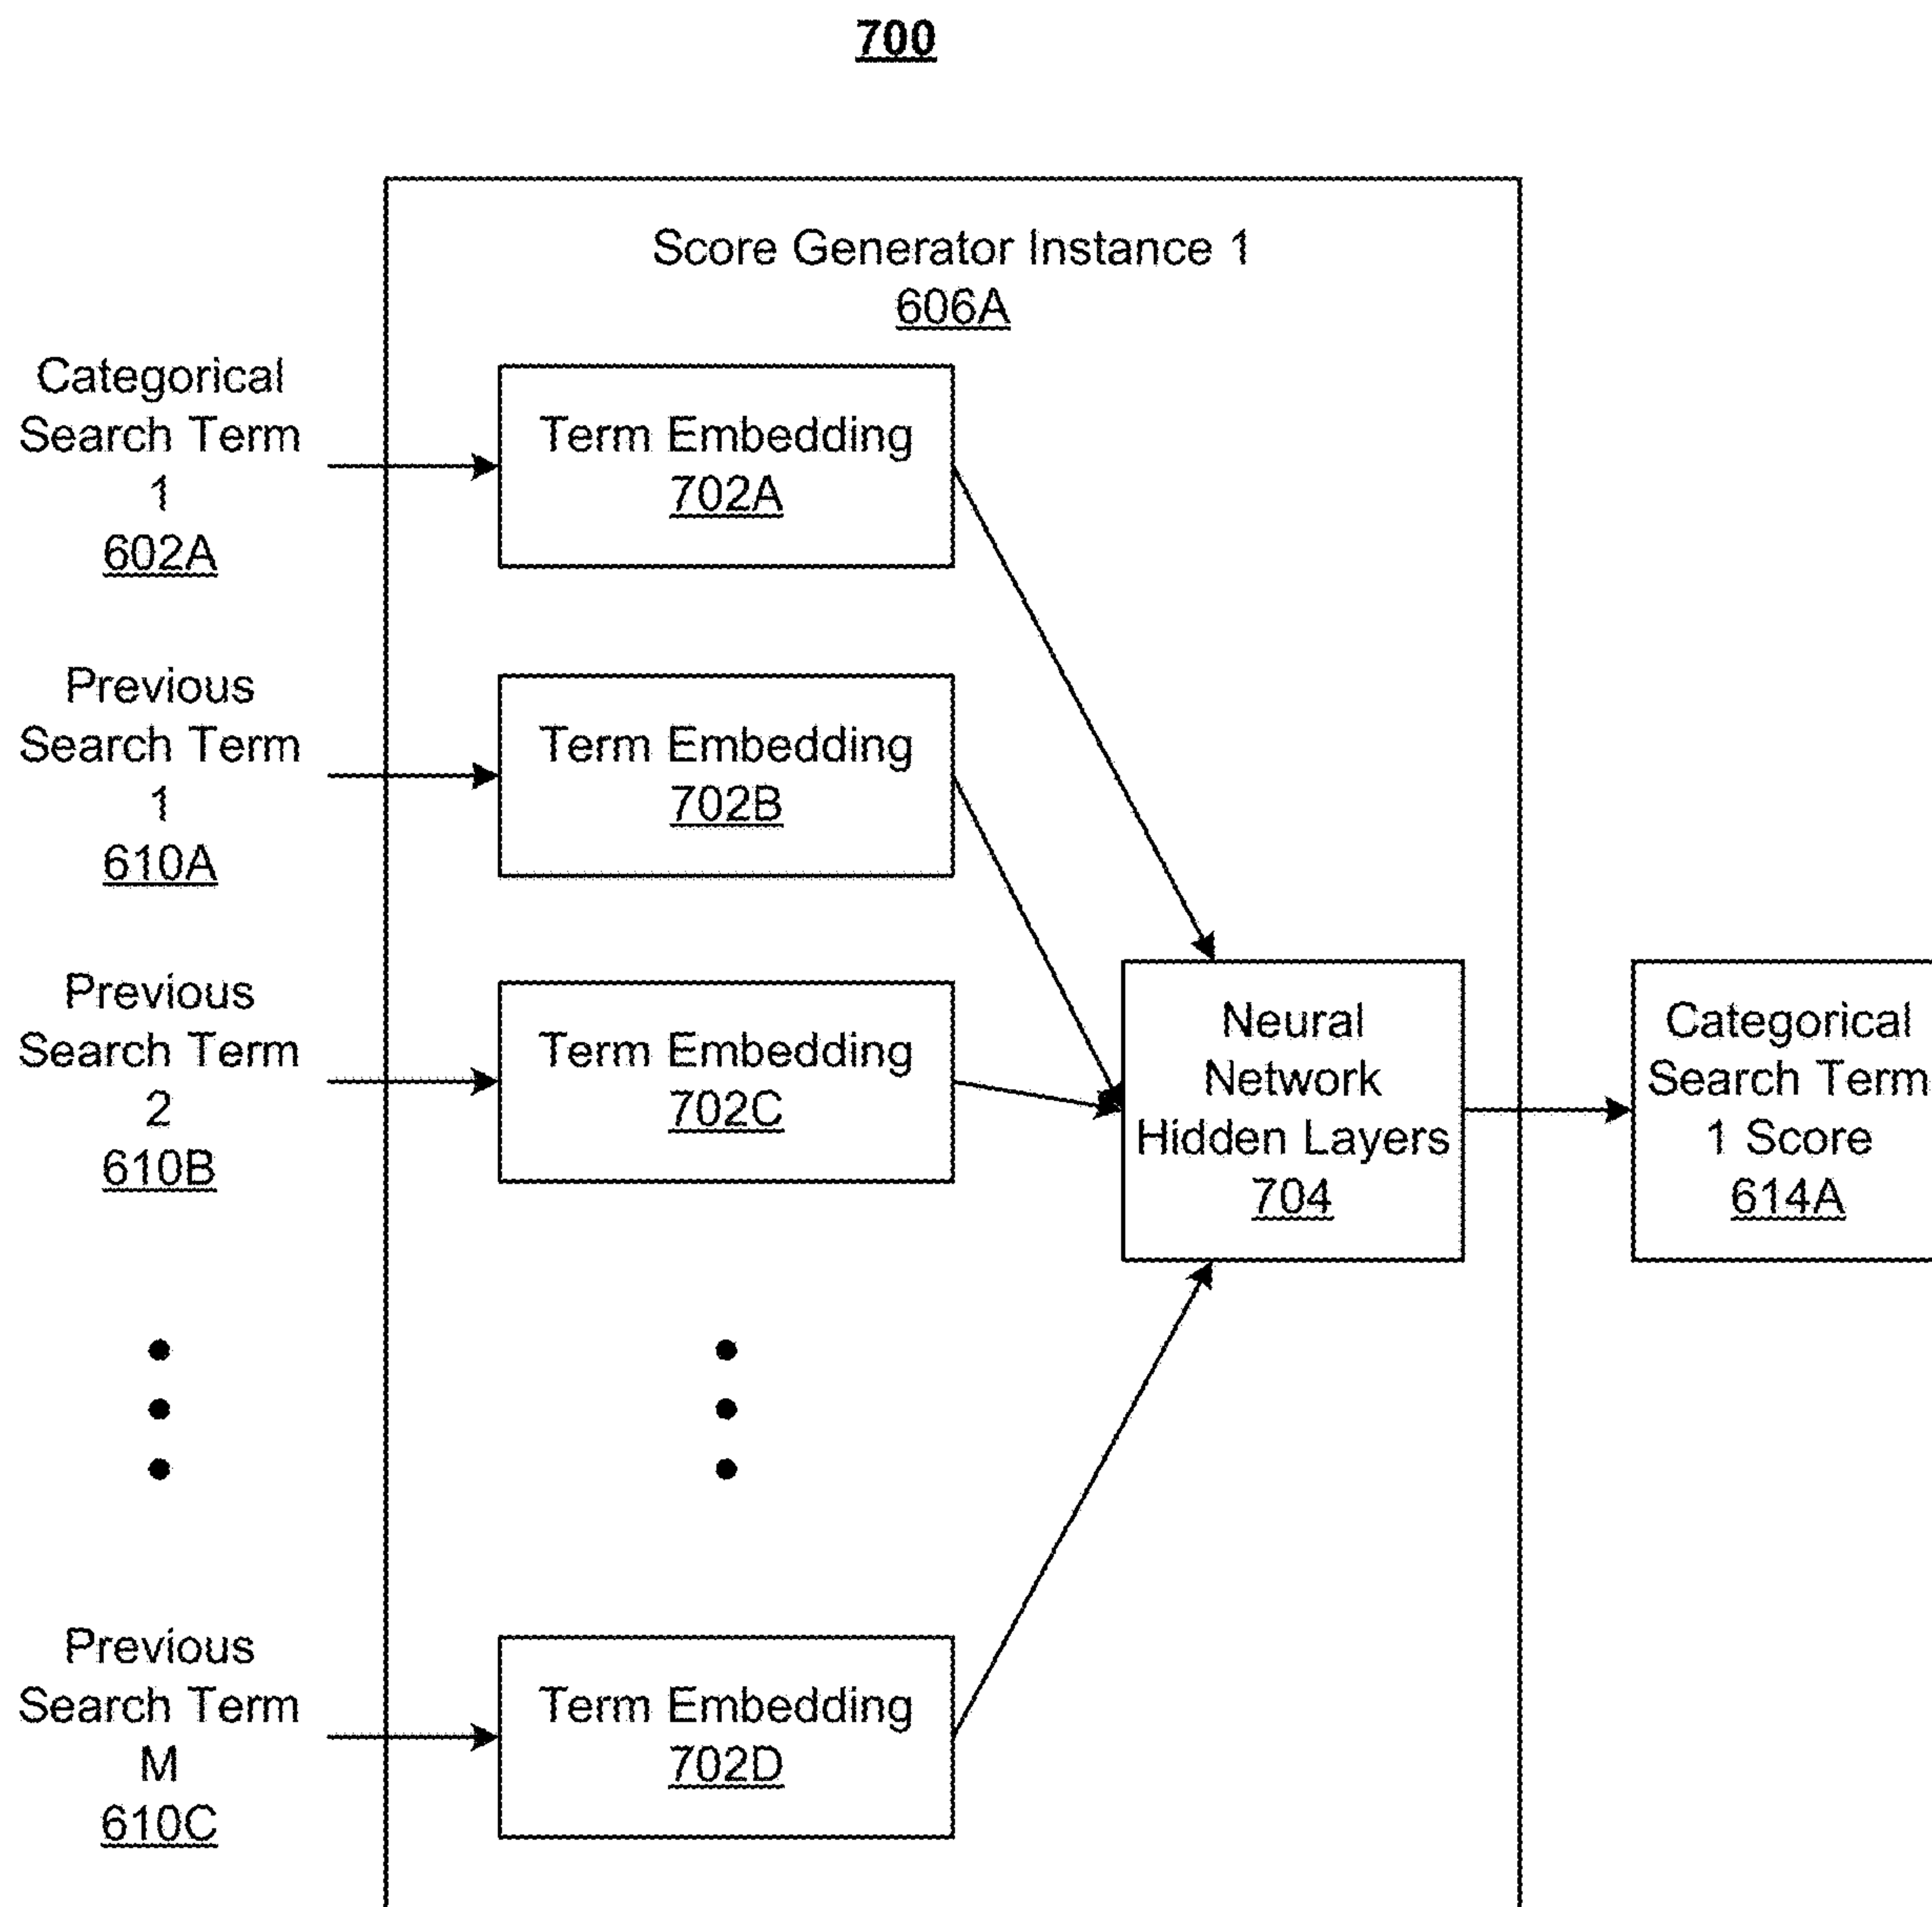 700
Score Generator Instance 1
606A
Categorical
Search Term
1
602A
Term Embedding
702A
Previous
Search Term
1
610A
Term Embedding
702B
Previous
Search Term
2
610B
Term Embedding
702C
Neural
Network
Hidden Layers
704
Categorical
Search Term
1 Score
614A
Previous
Search Term
M
610C
Term Embedding
702D